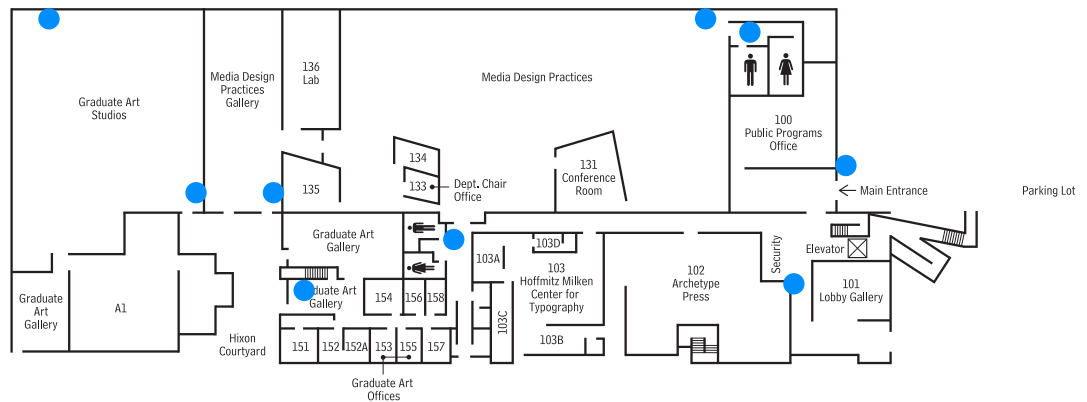 136
Lab
Media Design
Practices
Gallery
Media Design Practices
Graduate Art
Studios
100
Public Programs
Office
134
133
Dept. Chair
Office
131
Conference
Room
135
Main Entrance
Parking Lot
Graduate Art
Gallery
103A
103D
103
Hoffmitz Milken
Center for
Typography
Security
Elevator
102
Archetype
Press
101
Lobby Gallery
Graduate
Art
Gallery
A1
Graduate Art
Gallery
154
156
158
103C
103B
Hixon
Courtyard
151
152
152A
153
155
157
Graduate Art
Offices